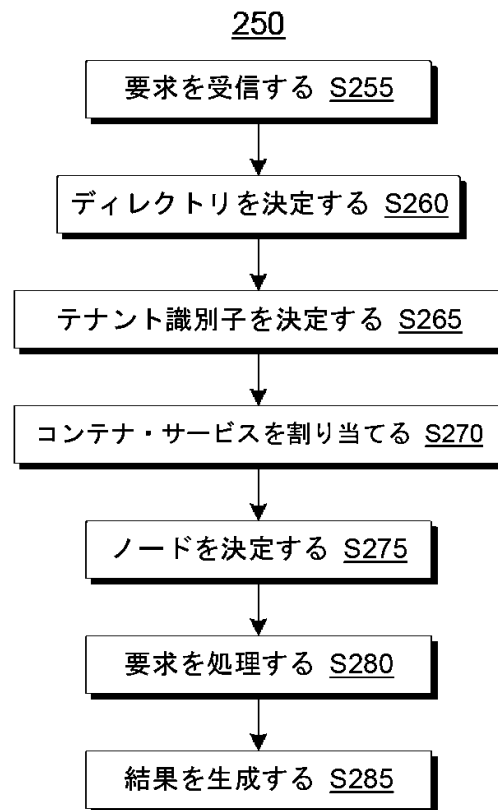 250
要求を受信する S255
ディレクトリを決定する S260
テナント識別子を決定する S265
コンテナ・サービスを割り当てる S270
ノードを決定する S275
要求を処理する S280
結果を生成する S285